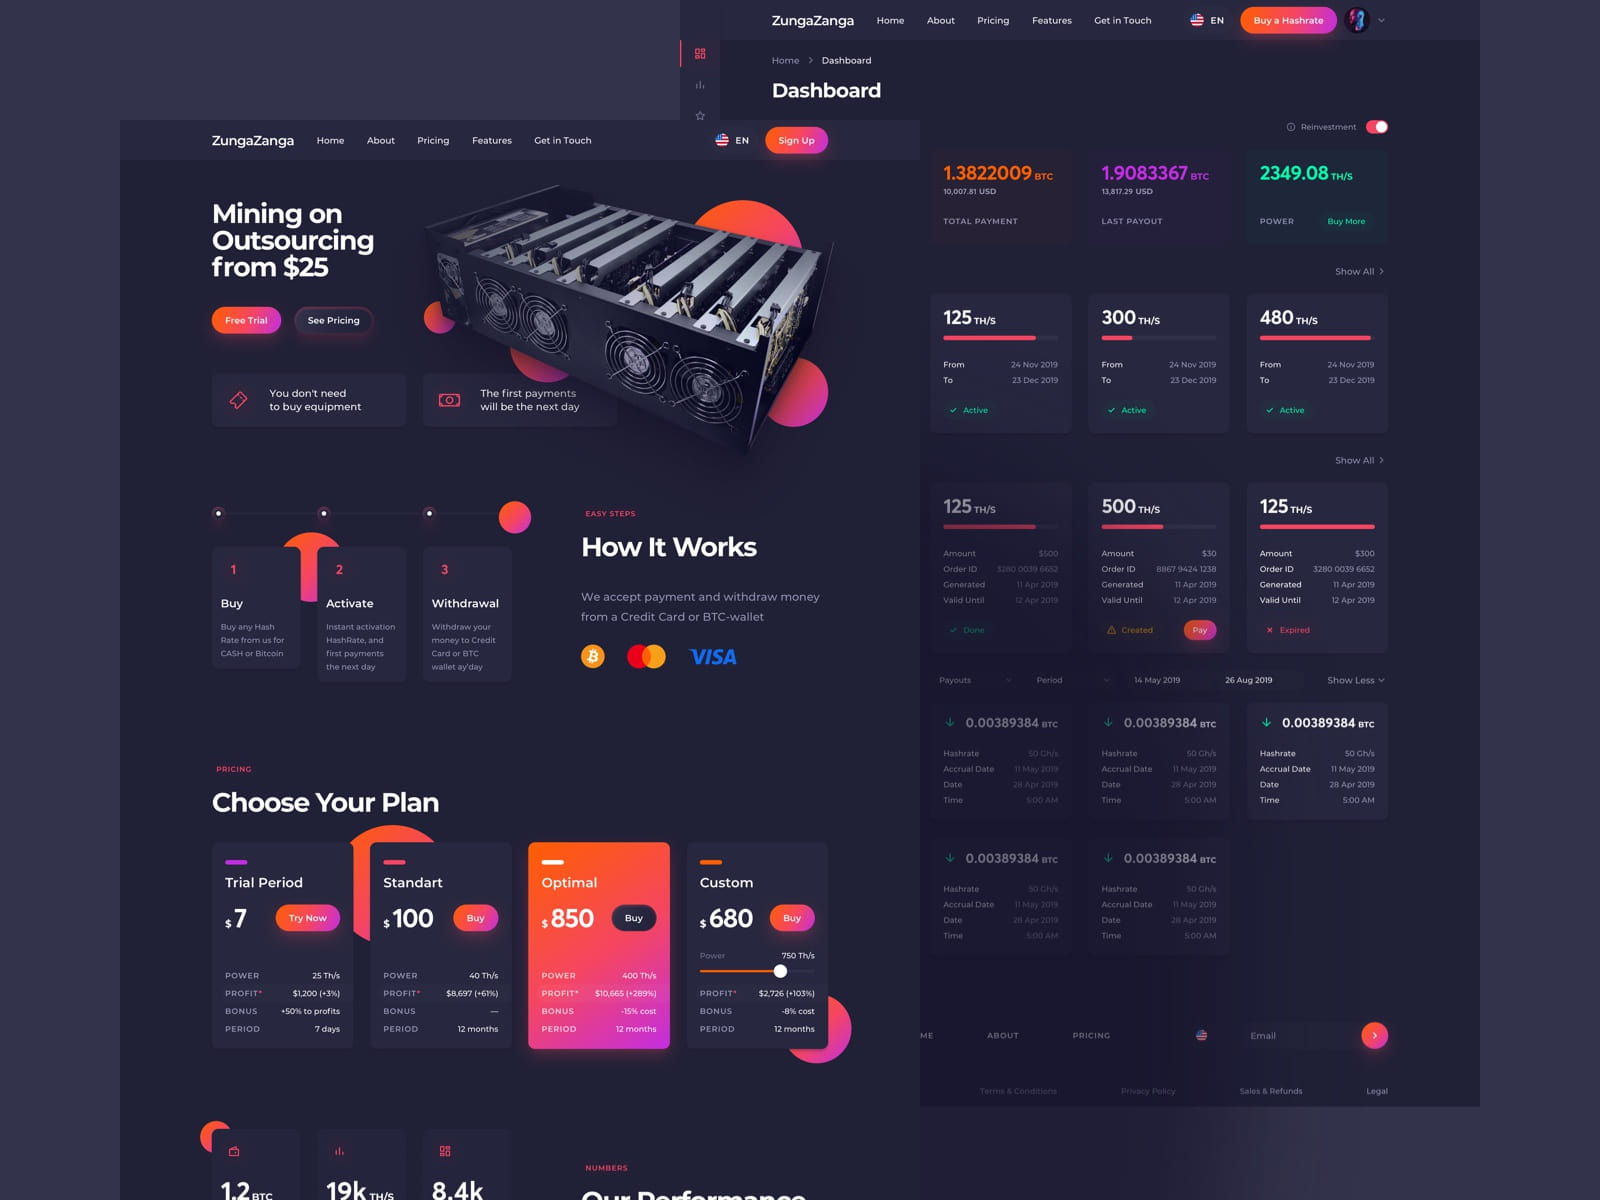 ZungaZanga Home About Pricing Features Get in Touch EN Buy a Hashrate
Home > Dashboard
Dashboard
Reinvestment
1.3822009 BTC
10,007.81 USD
TOTAL PAYMENT
1.9083367 BTC
13,817.29 USD
LAST PAYOUT
2349.08 TH/S
POWER Buy More
Show All >
125 TH/S
From 24 Nov 2019
To 23 Dec 2019
Active
300 TH/S
From 24 Nov 2019
To 23 Dec 2019
Active
480 TH/S
From 24 Nov 2019
To 23 Dec 2019
Active
Show All >
125 TH/S
Amount $500
Order ID 3280 0039 6652
Generated 11 Apr 2019
Valid Until 12 Apr 2019
Done
500 TH/S
Amount $30
Order ID 8867 9424 1238
Generated 11 Apr 2019
Valid Until 12 Apr 2019
Created Pay
125 TH/S
Amount $300
Order ID 3280 0039 6652
Generated 11 Apr 2019
Valid Until 12 Apr 2019
Expired
Payouts Period 14 May 2019 26 Aug 2019 Show Less
0.00389384 BTC
Hashrate 50 Gh/s
Accrual Date 11 May 2019
Date 28 Apr 2019
Time 5:00 AM
0.00389384 BTC
Hashrate 50 Gh/s
Accrual Date 11 May 2019
Date 28 Apr 2019
Time 5:00 AM
0.00389384 BTC
Hashrate 50 Gh/s
Accrual Date 11 May 2019
Date 28 Apr 2019
Time 5:00 AM
0.00389384 BTC
Hashrate 50 Gh/s
Accrual Date 11 May 2019
Date 28 Apr 2019
Time 5:00 AM
0.00389384 BTC
Hashrate 50 Gh/s
Accrual Date 11 May 2019
Date 28 Apr 2019
Time 5:00 AM
ME ABOUT PRICING Email
Terms & Conditions Privacy Policy Sales & Refunds Legal
ZungaZanga Home About Pricing Features Get in Touch EN Sign Up
Mining on
Outsourcing
from $25
Free Trial See Pricing
You don't need
to buy equipment
The first payments
will be the next day
1
Buy
Buy any Hash
Rate from us for
CASH or Bitcoin
2
Activate
Instant activation
HashRate, and
first payments
the next day
3
Withdrawal
Withdraw your
money to Credit
Card or BTC
wallet ay'day
EASY STEPS
How It Works
We accept payment and withdraw money
from a Credit Card or BTC-wallet
VISA
PRICING
Choose Your Plan
Trial Period
$ 7 Try Now
POWER 25 Th/s
PROFIT* $1,200 (+3%)
BONUS +50% to profits
PERIOD 7 days
Standart
$ 100 Buy
POWER 40 Th/s
PROFIT* $8,697 (+61%)
BONUS —
PERIOD 12 months
Optimal
$ 850 Buy
POWER 400 Th/s
PROFIT* $10,665 (+289%)
BONUS -15% cost
PERIOD 12 months
Custom
$ 680 Buy
Power 750 Th/s
PROFIT* $2,726 (+103%)
BONUS -8% cost
PERIOD 12 months
1.2 BTC
19k TH/S
8.4k
NUMBERS
Our Performance